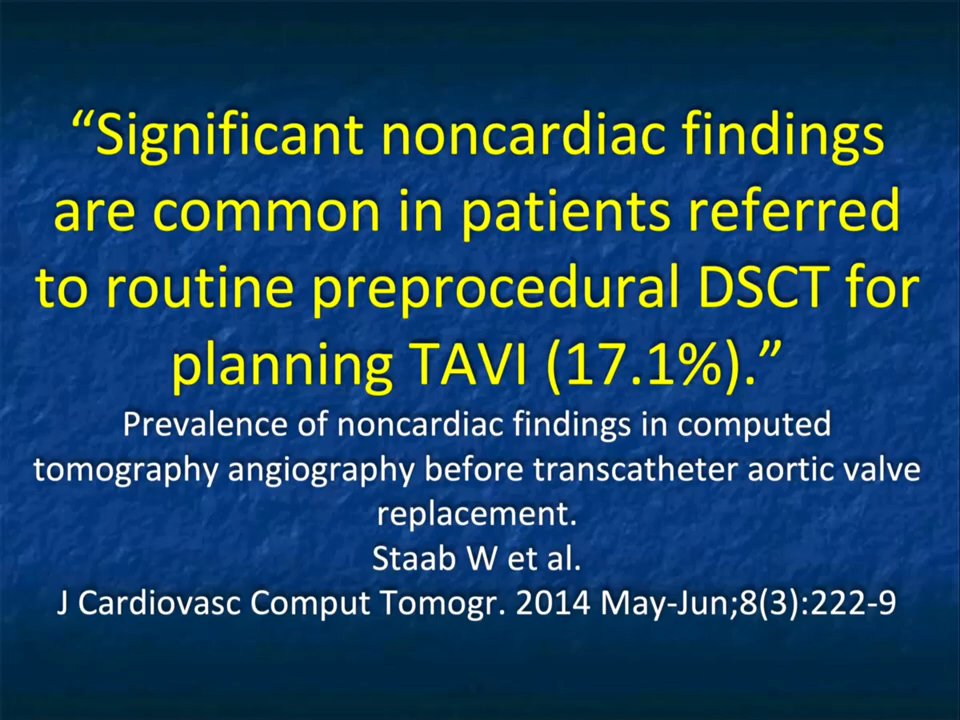 “Significant noncardiac findings
are common in patients referred
to routine preprocedural DSCT for
planning TAVI (17.1%).”
Prevalence of noncardiac findings in computed
tomography angiography before transcatheter aortic valve
replacement.
Staab W et al.
J Cardiovasc Comput Tomogr. 2014 May-Jun;8(3):222-9